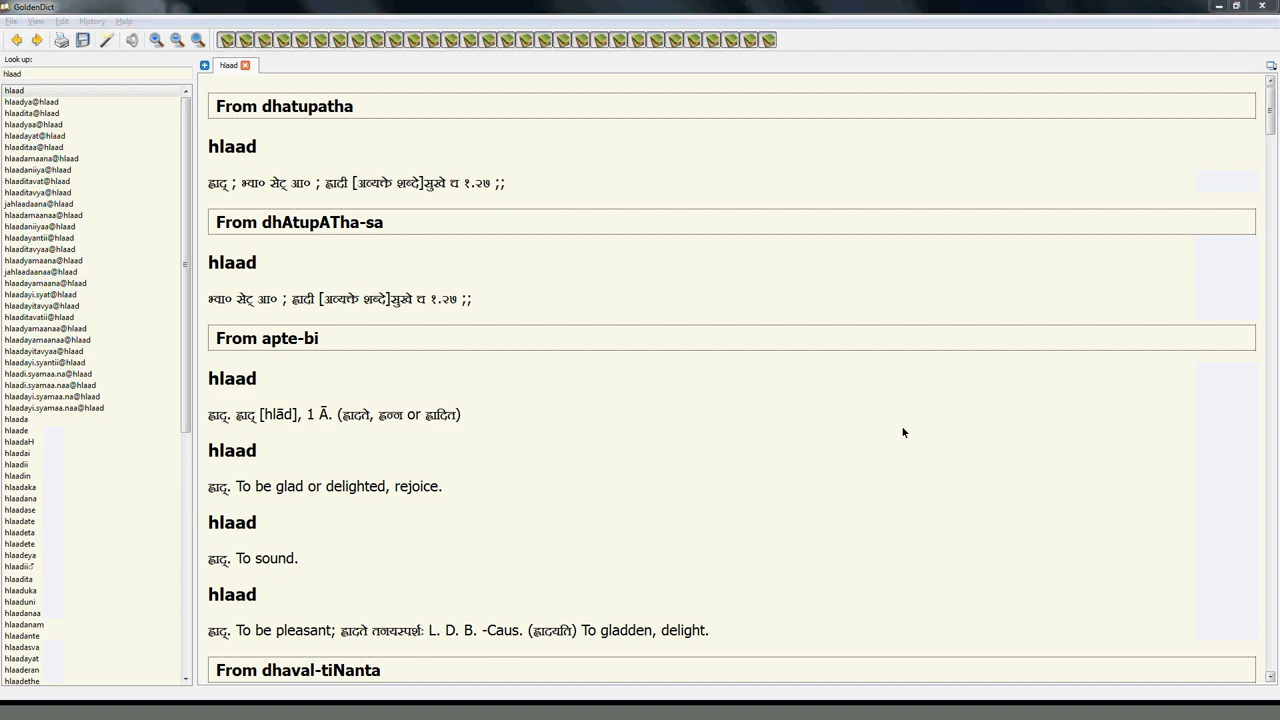 GoldenDict
File View Edit History Help
Look up:
hlaad
hlaad
hlaad
hlaadya@hlaad
hlaadita@hlaad
hlaadyaa@hlaad
hlaadayat@hlaad
hlaaditaa@hlaad
hlaadamaana@hlaad
hlaadaniiya@hlaad
hlaaditavat@hlaad
hlaaditavya@hlaad
jahlaadaana@hlaad
hlaadamaanaa@hlaad
hlaadaniiyaa@hlaad
hlaadayantii@hlaad
hlaaditavyaa@hlaad
hlaadyamaana@hlaad
jahlaadaanaa@hlaad
hlaadayamaana@hlaad
hlaadayi.syat@hlaad
hlaadayitavya@hlaad
hlaaditavatii@hlaad
hlaadyamaanaa@hlaad
hlaadayamaanaa@hlaad
hlaadayitavyaa@hlaad
hlaadayi.syantii@hlaad
hlaadi.syamaa.na@hlaad
hlaadi.syamaa.naa@hlaad
hlaadayi.syamaa.na@hlaad
hlaadayi.syamaa.naa@hlaad
hlaada
hlaade
hlaadaH
hlaadai
hlaadii
hlaadin
hlaadaka
hlaadana
hlaadase
hlaadate
hlaadeta
hlaadete
hlaadeya
hlaadita
hlaaduka
hlaaduni
hlaadanaa
hlaadanam
hlaadante
hlaadasva
hlaadayat
hlaaderan
hlaadethe
From dhatupatha
hlaad
ह्लाद् ; भ्वा० सेट् आ० ; ह्लादी [अव्यक्ते शब्दे]सुखे च १.२७ ;;
From dhAtupATha-sa
hlaad
भ्वा० सेट् आ० ; ह्लादी [अव्यक्ते शब्दे]सुखे च १.२७ ;;
From apte-bi
hlaad
ह्लाद्. ह्लाद् [hlād], 1 Ā. (ह्लादते, ह्लन्न or ह्लादित)
hlaad
ह्लाद्. To be glad or delighted, rejoice.
hlaad
ह्लाद्. To sound.
hlaad
ह्लाद्. To be pleasant; ह्लादते तनयस्पर्शः L. D. B. -Caus. (ह्लादयति) To gladden, delight.
From dhaval-tiNanta